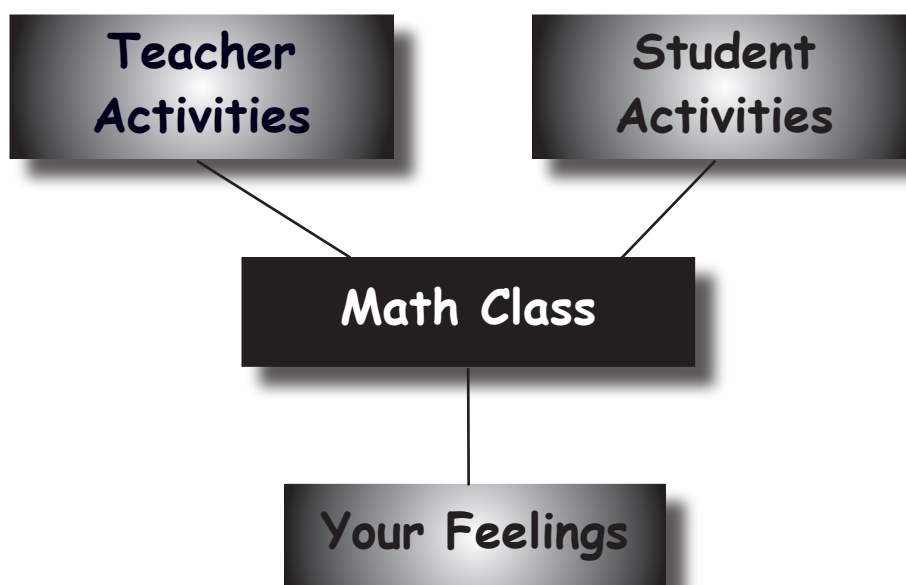 Teacher
Activities
Student
Activities
Math Class
Your Feelings